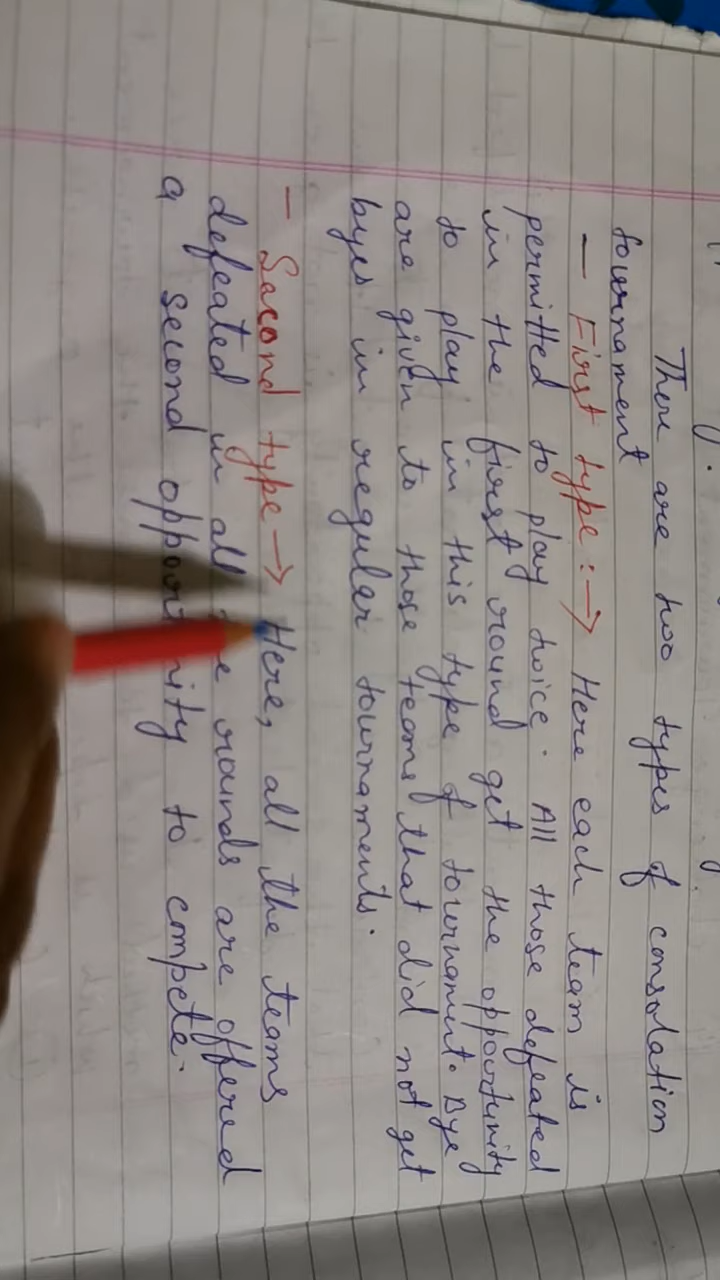 There are two types of consolation
tournament
- First type :→ Here each team is
permitted to play twice. All those defeated
in the first round get the opportunity
to play in this type of tournament. Bye
are given to those teams that did not get
byes in reguler tournaments.
- Second type → Here, all the teams
defeated in all the rounds are offered
a second opportunity to compete.